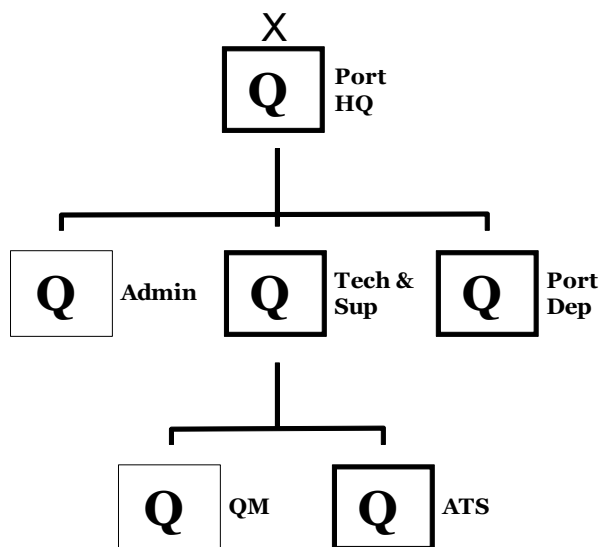 X
Q Port
HQ
Q Admin Q Tech & Q Port
Sup Dep
Q QM Q ATS